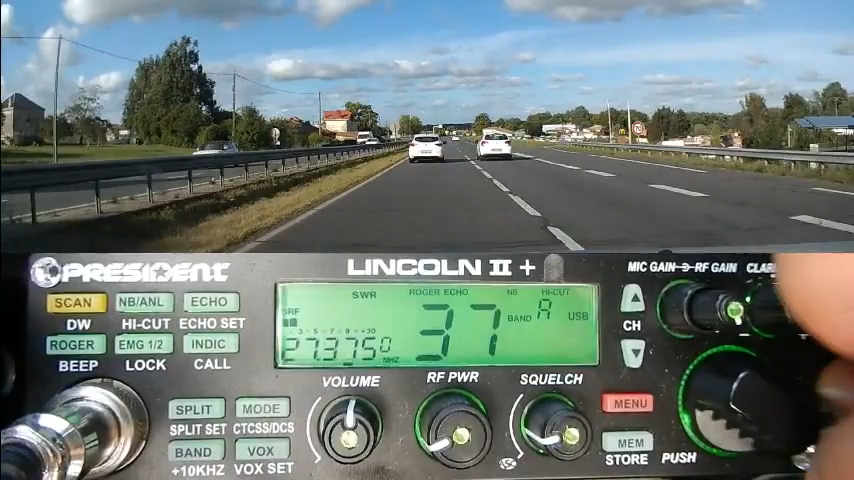 70
PRESIDENT
LINCOLN II +
MIC GAIN
RF GAIN
SCAN
NB/ANL
ECHO
DW
HI-CUT
ECHO SET
ROGER
EMG 1/2
INDIC
BEEP
LOCK
CALL
SWR
ROGER ECHO
NB
HI-CUT
37
BAND A
USB
27.3750
MHZ
CH
VOLUME
RF PWR
SQUELCH
SPLIT
MODE
SPLIT SET
CTCSS/DCS
BAND
VOX
+10KHZ
VOX SET
MENU
MEM
STORE
PUSH